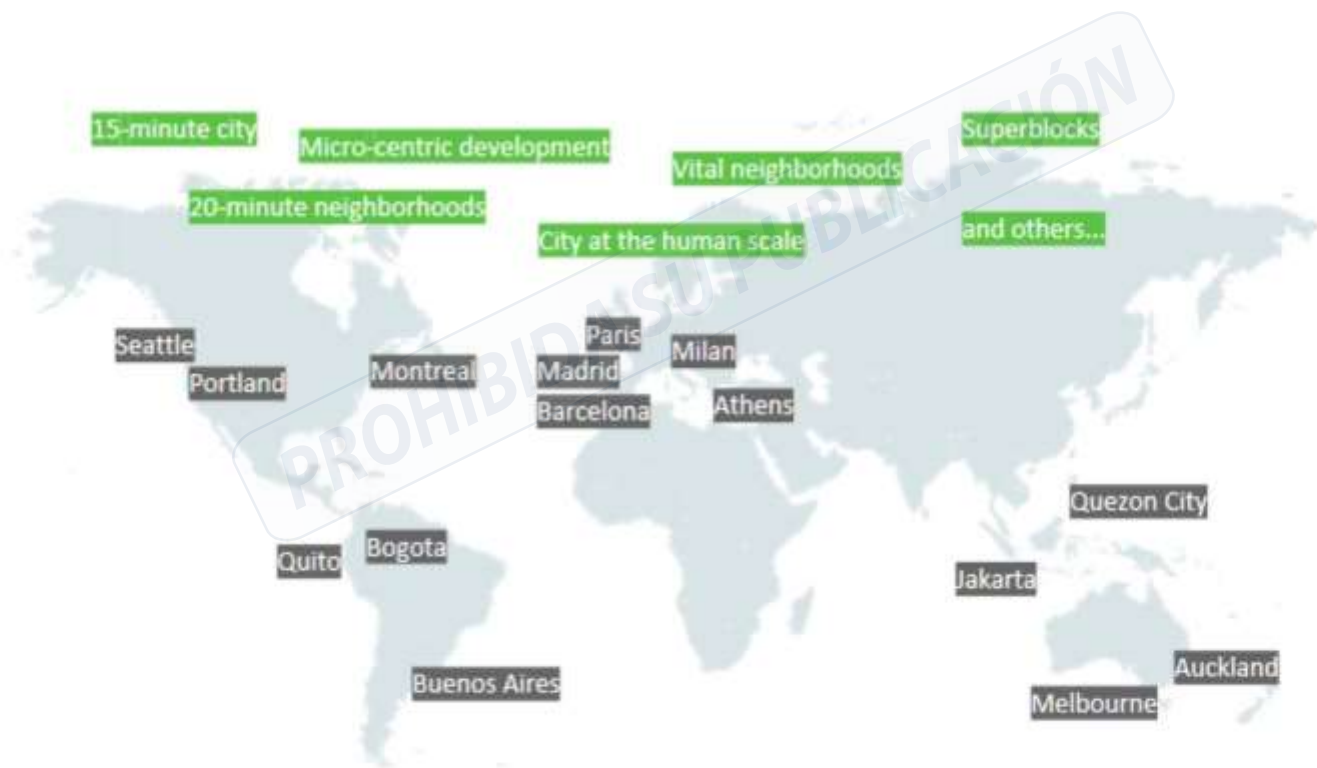 15-minute city
Micro-centric development
Superblocks
Vital neighborhoods
20-minute neighborhoods
City at the human scale
and others...
Paris
Seattle
Milan
Montreal
Madrid
Portland
Barcelona
Athens
Quezon City
Bogota
Quito
Jakarta
Auckland
Buenos Aires
Melbourne
PROHIBIDA SU PUBLICACIÓN